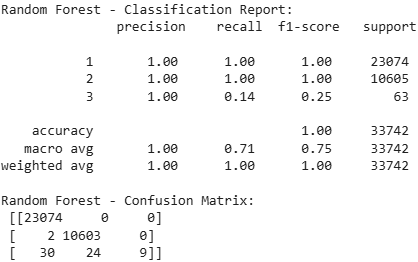 Random Forest - Classification Report:
              precision    recall  f1-score   support

           1       1.00      1.00      1.00     23074
           2       1.00      1.00      1.00     10605
           3       1.00      0.14      0.25        63

    accuracy                           1.00     33742
   macro avg       1.00      0.71      0.75     33742
weighted avg       1.00      1.00      1.00     33742

Random Forest - Confusion Matrix:
 [[23074     0     0]
 [    2 10603     0]
 [   30    24     9]]